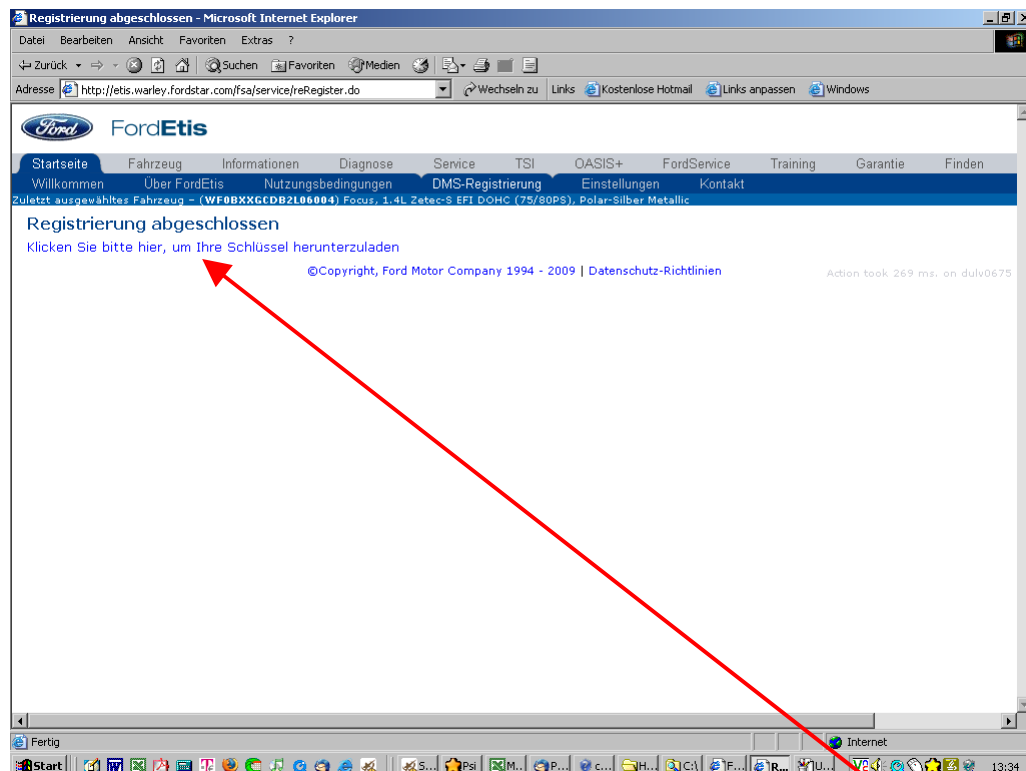 Registrierung abgeschlossen - Microsoft Internet Explorer
Datei Bearbeiten Ansicht Favoriten Extras ?
Zurück Suchen Favoriten Medien
Adresse http://etis.warley.fordstar.com/fsa/service/reRegister.do Wechseln zu Links Kostenlose Hotmail Links anpassen Windows
Ford FordEtis
Startseite Fahrzeug Informationen Diagnose Service TSI OASIS+ FordService Training Garantie Finden
Willkommen Über FordEtis Nutzungsbedingungen DMS-Registrierung Einstellungen Kontakt
Zuletzt ausgewähltes Fahrzeug - (WF0BXXGCDB2L06004) Focus, 1.4L Zetec-S EFI DOHC (75/80PS), Polar-Silber Metallic
Registrierung abgeschlossen
Klicken Sie bitte hier, um Ihre Schlüssel herunterzuladen
©Copyright, Ford Motor Company 1994 - 2009 | Datenschutz-Richtlinien
Action took 269 ms. on dulv0675
Fertig Internet
Start S... Psi M... P... c... H... C:\ F... R... U... 13:34